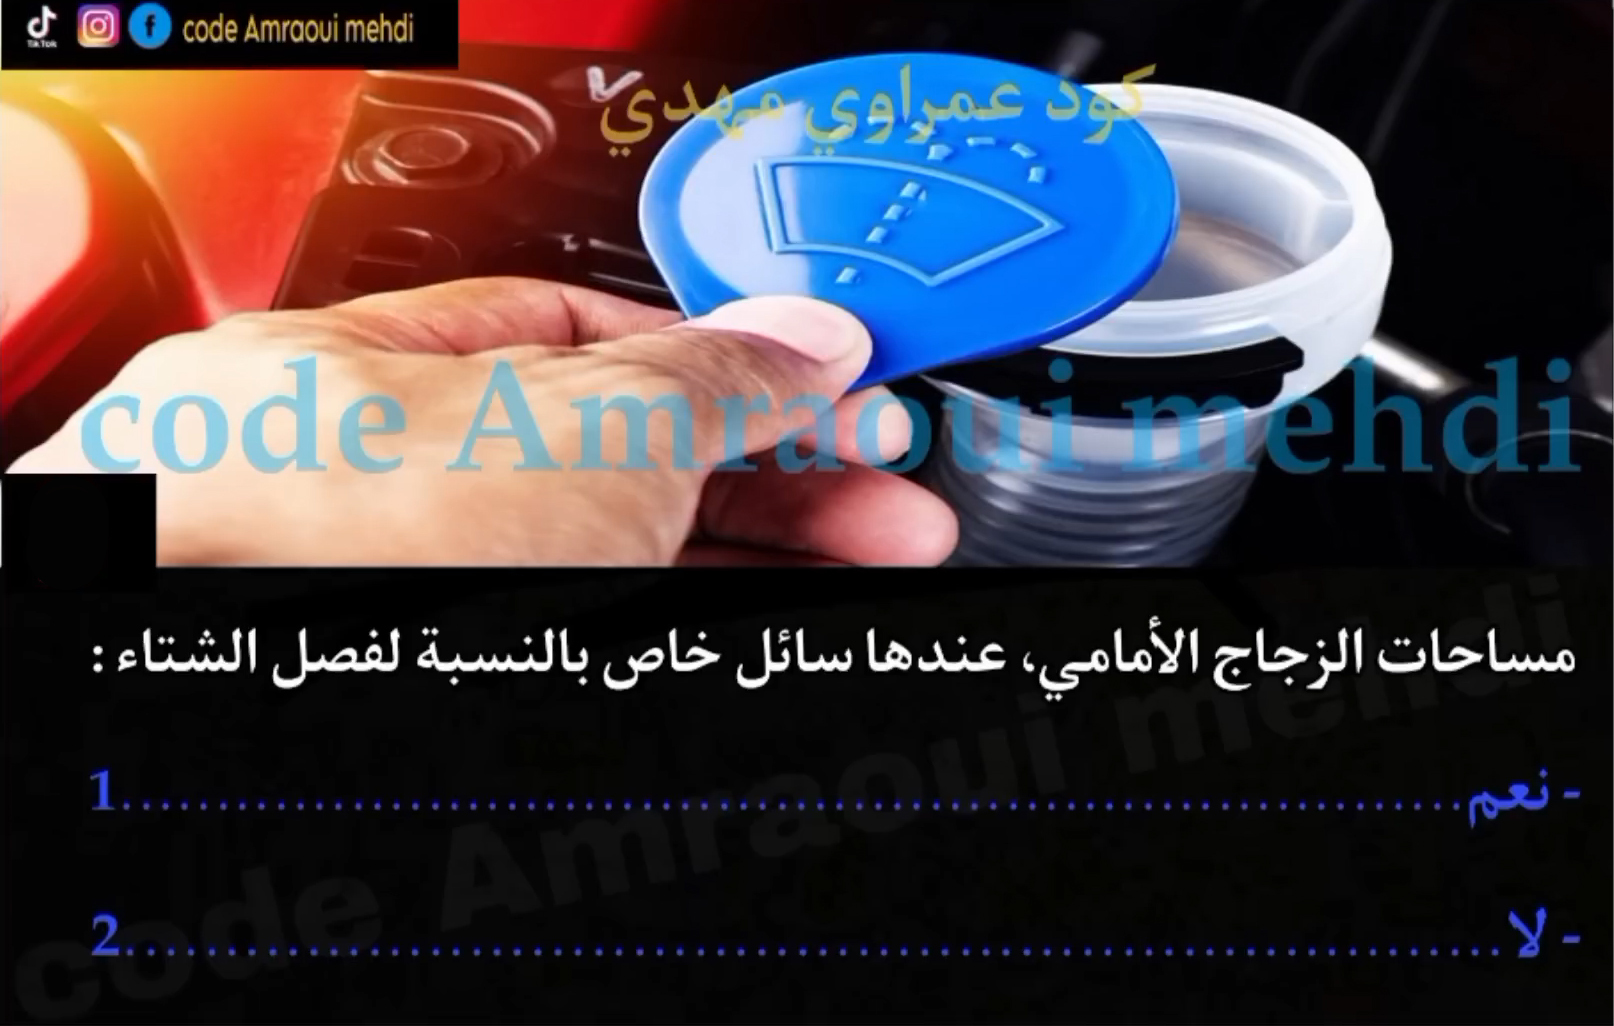 TikTok
code Amraoui mehdi
كود عمراوي مهدي
code Amraoui mehdi
مساحات الزجاج الأمامي، عندها سائل خاص بالنسبة لفصل الشتاء :
- نعم......................................................................1
- لا........................................................................2
code Amraoui mehdi